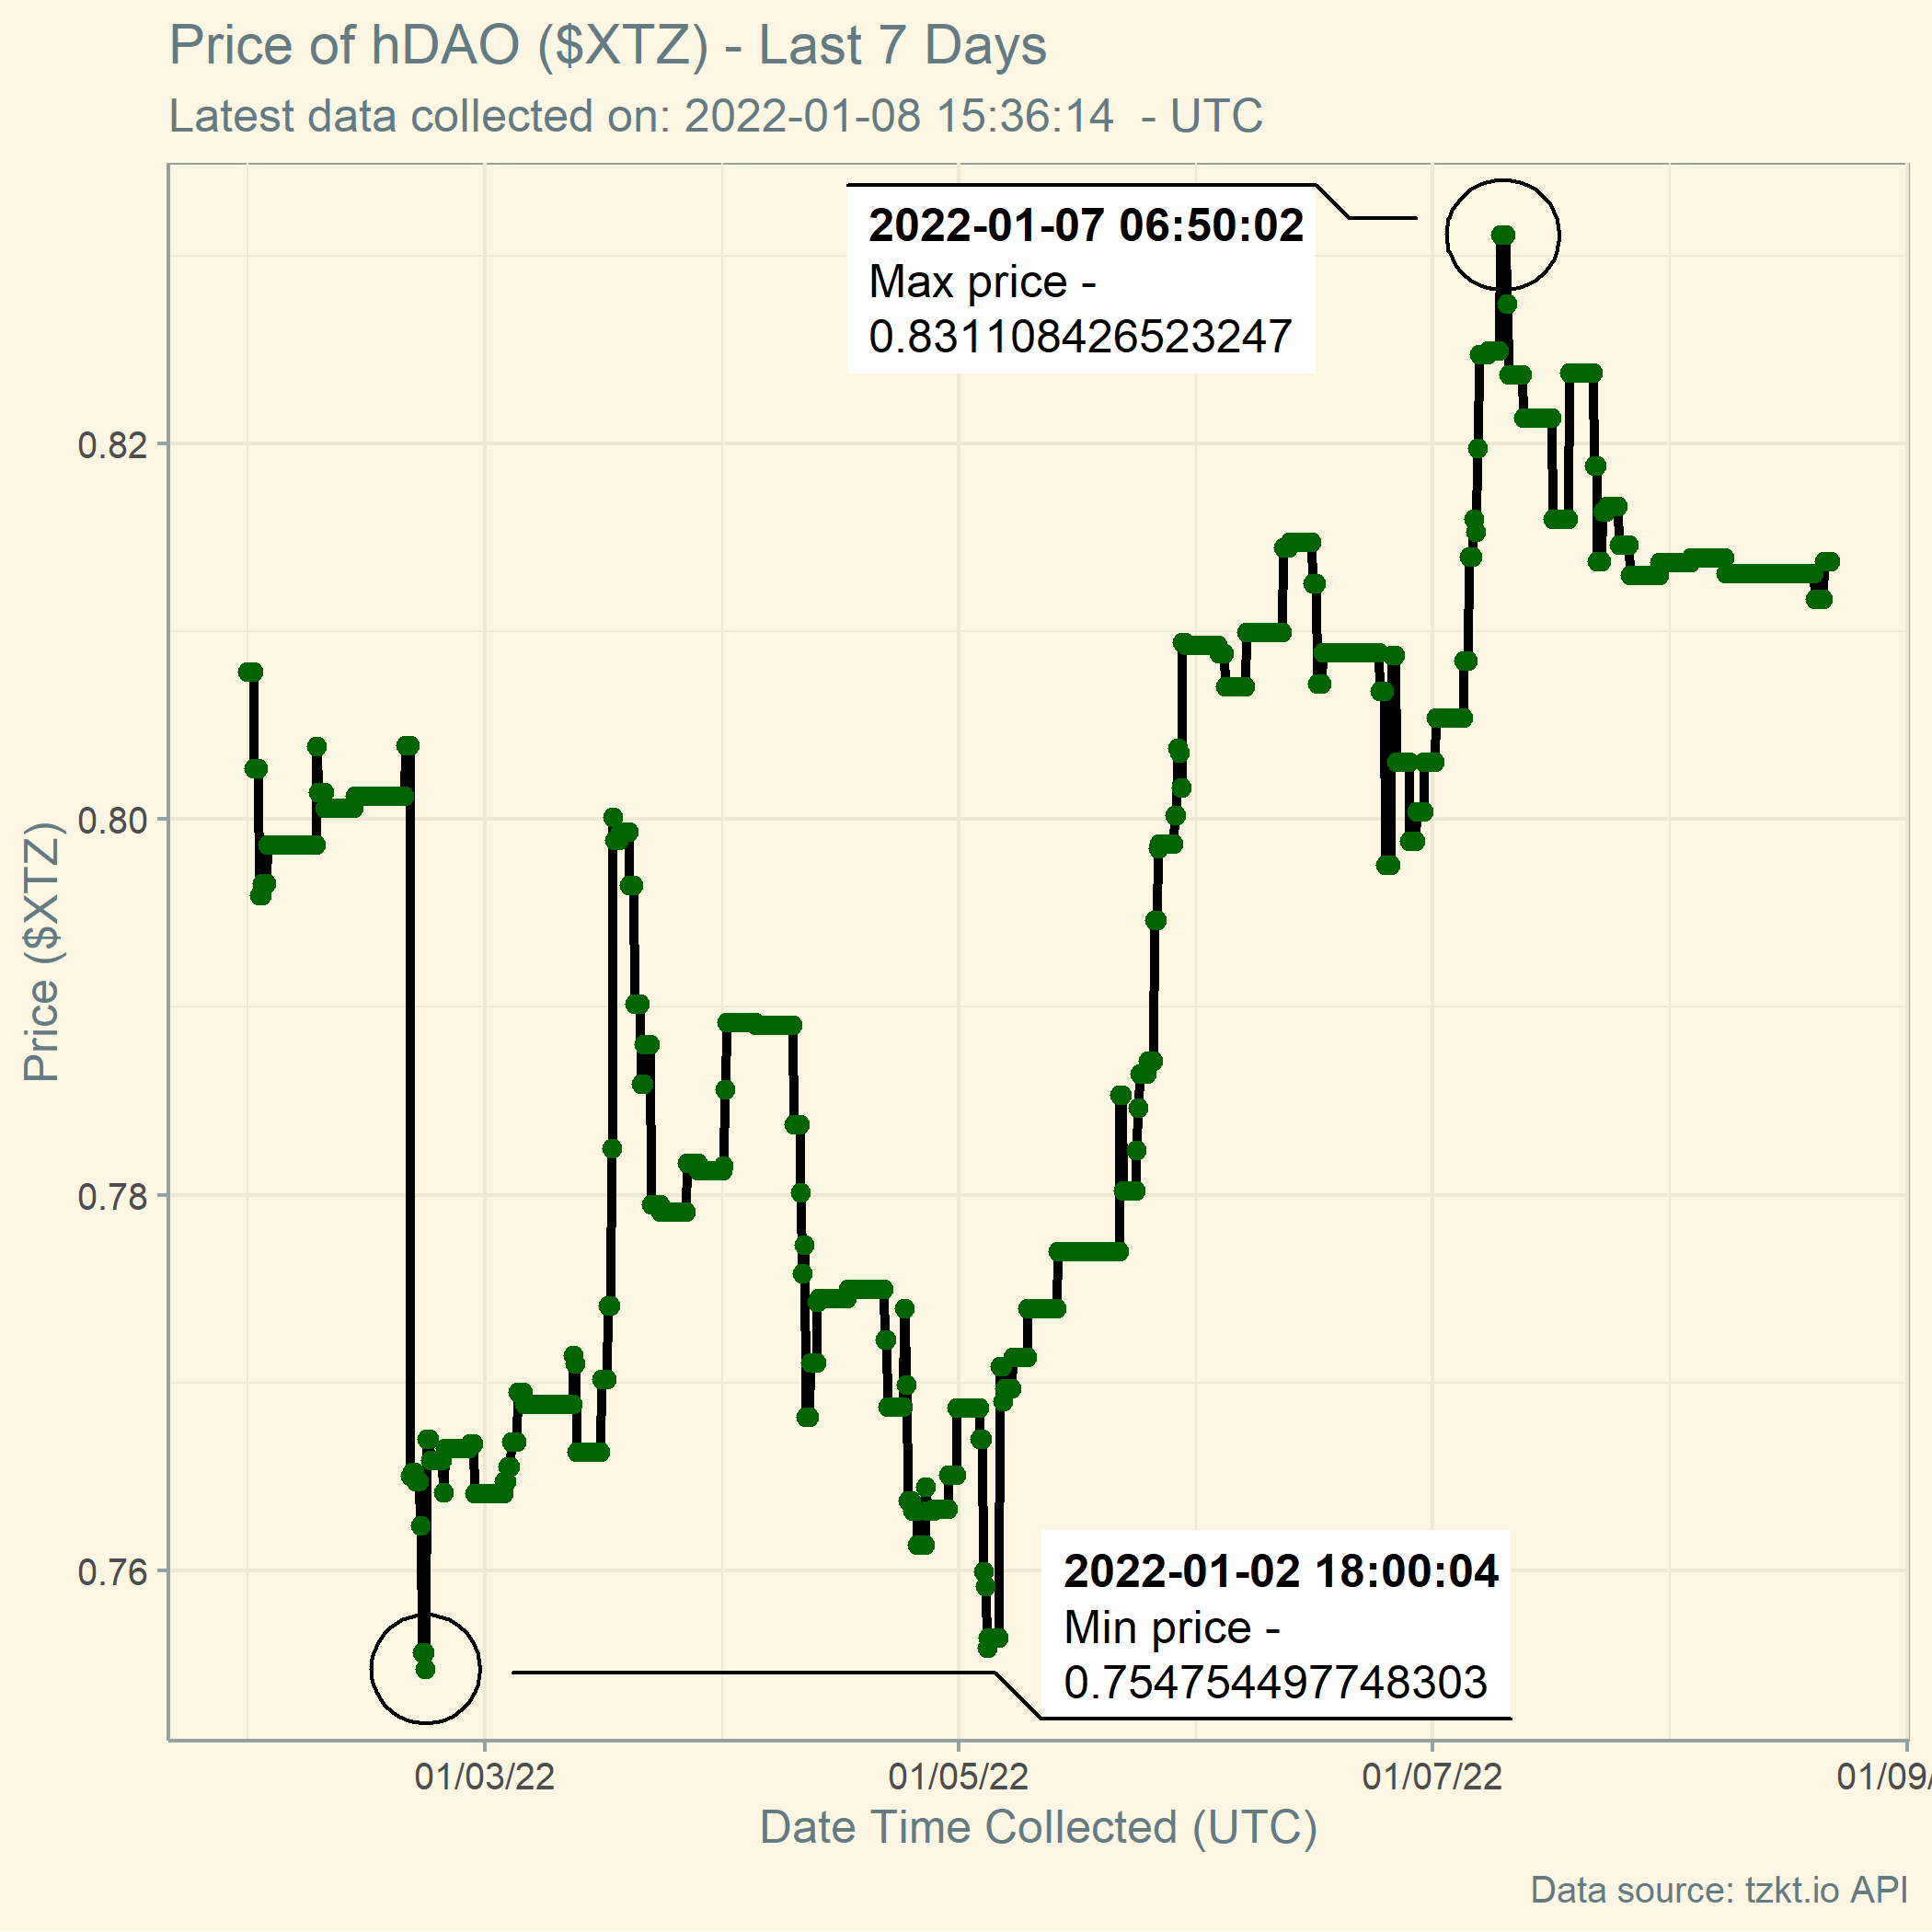 Price of hDAO ($XTZ) - Last 7 Days
Latest data collected on: 2022-01-08 15:36:14  - UTC
2022-01-07 06:50:02
Max price -
0.831108426523247
0.82
0.80
0.78
0.76
Price ($XTZ)
2022-01-02 18:00:04
Min price -
0.754754497748303
01/03/22
01/05/22
01/07/22
01/09/
Date Time Collected (UTC)
Data source: tzkt.io API